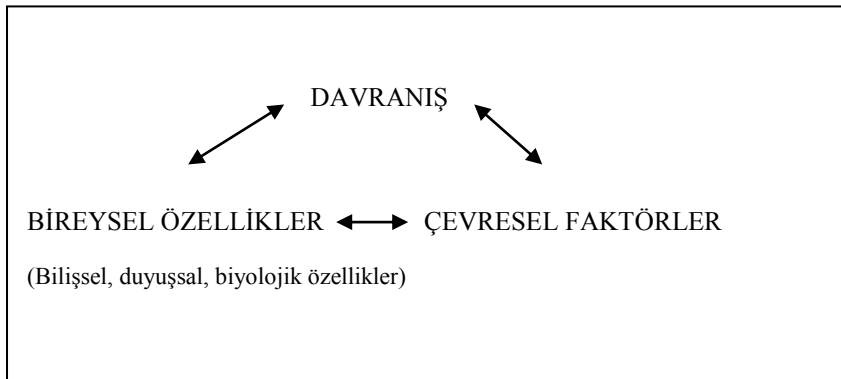 DAVRANIŞ
BİREYSEL ÖZELLİKLER ÇEVRESEL FAKTÖRLER
(Bilişsel, duyuşsal, biyolojik özellikler)